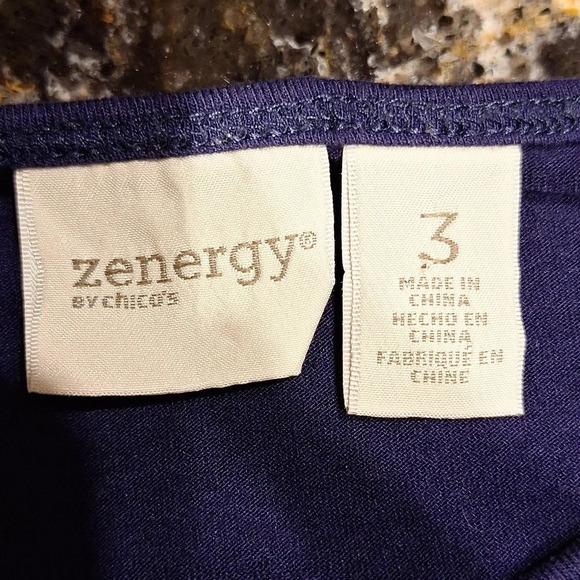 zenergy®
BY CHICO'S
3
MADE IN
CHINA
HECHO EN
CHINA
FABRIQUÉ EN
CHINE